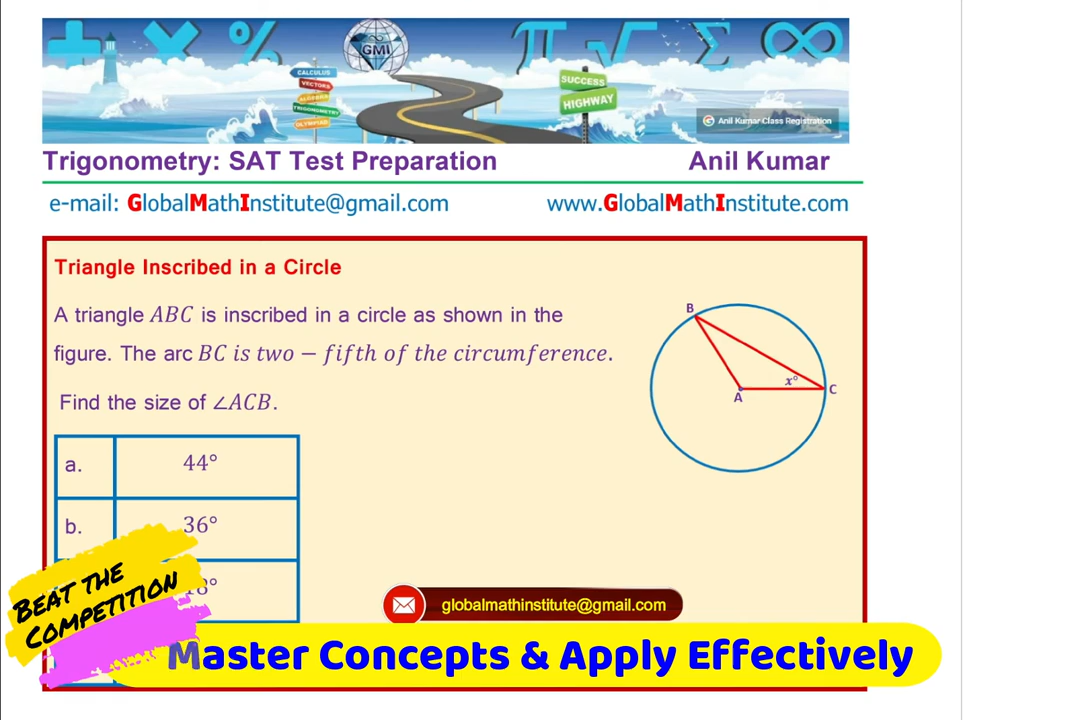 GMI
CALCULUS
VECTORS
ALGEBRA
TRIGONOMETRY
OLYMPIAD
SUCCESS
HIGHWAY
Anil Kumar Class Registration
Trigonometry: SAT Test Preparation Anil Kumar
e-mail: GlobalMathInstitute@gmail.com www.GlobalMathInstitute.com
Triangle Inscribed in a Circle
A triangle ABC is inscribed in a circle as shown in the
figure. The arc BC is two − fifth of the circumference.
Find the size of ∠ACB.
B
x°
A
C
a. 44°
b. 36°
8°
BEAT THE
COMPETITION
globalmathinstitute@gmail.com
Master Concepts & Apply Effectively